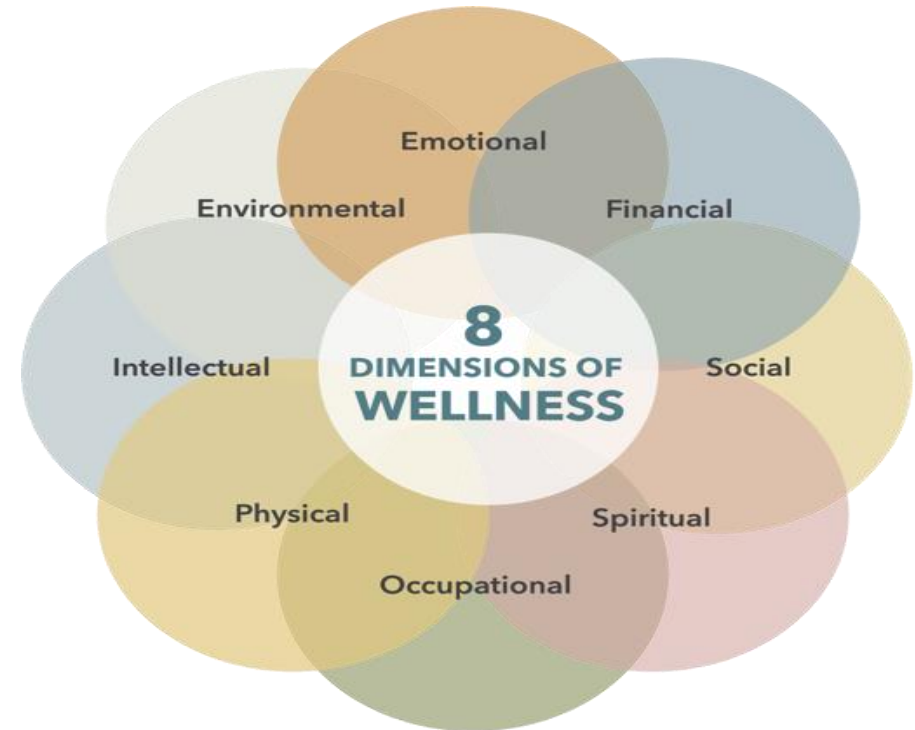 Emotional
Environmental
Financial
8
DIMENSIONS OF
WELLNESS
Intellectual
Social
Physical
Spiritual
Occupational